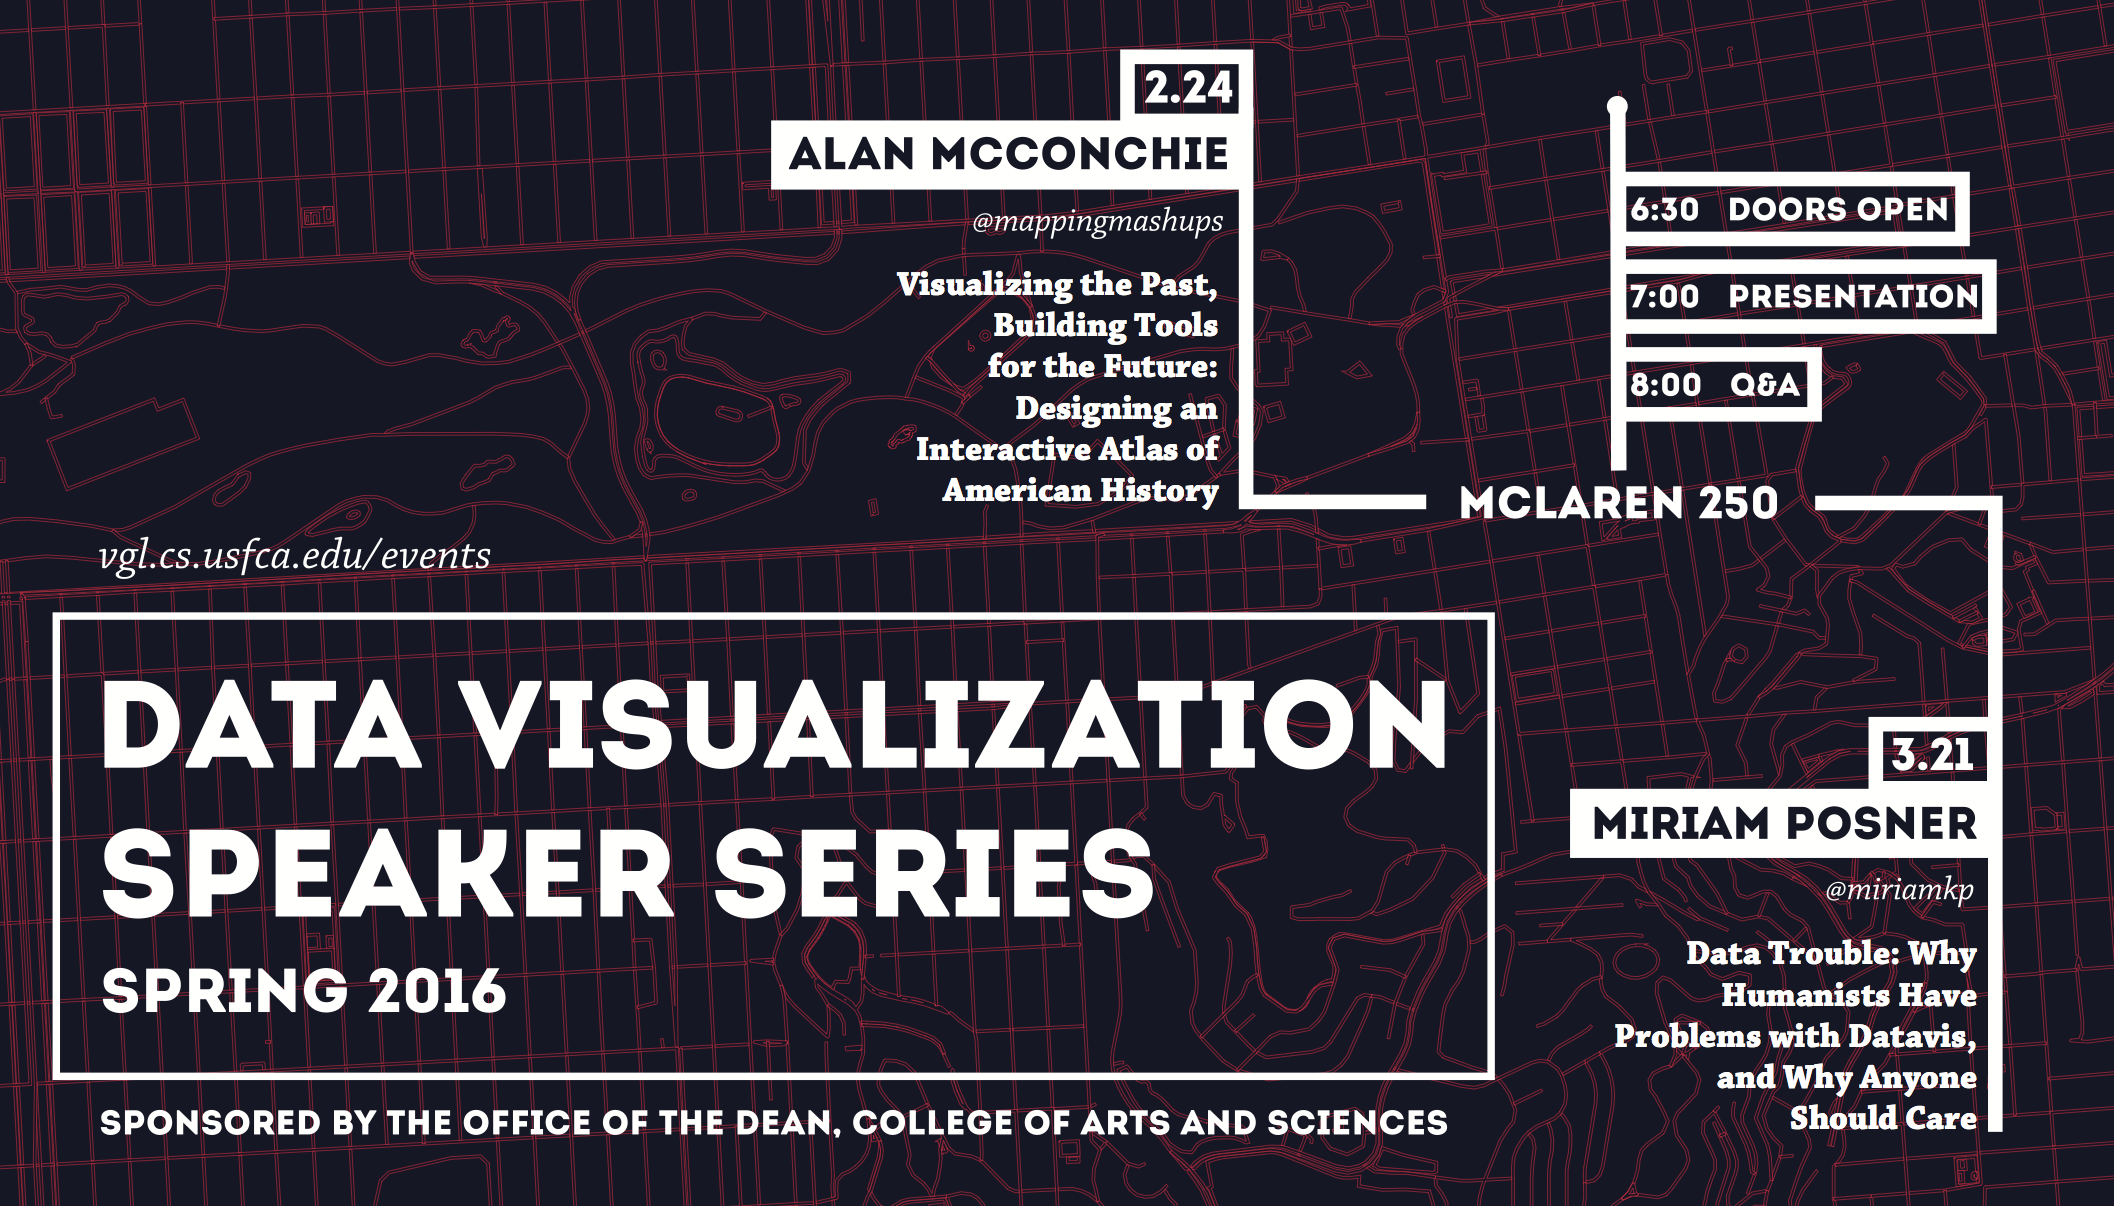 2.24
ALAN MCCONCHIE
@mappingmashups
Visualizing the Past,
Building Tools
for the Future:
Designing an
Interactive Atlas of
American History
6:30 DOORS OPEN
7:00 PRESENTATION
8:00 Q&A
MCLAREN 250
vgl.cs.usfca.edu/events
DATA VISUALIZATION
SPEAKER SERIES
SPRING 2016
SPONSORED BY THE OFFICE OF THE DEAN, COLLEGE OF ARTS AND SCIENCES
3.21
MIRIAM POSNER
@miriamkp
Data Trouble: Why
Humanists Have
Problems with Datavis,
and Why Anyone
Should Care